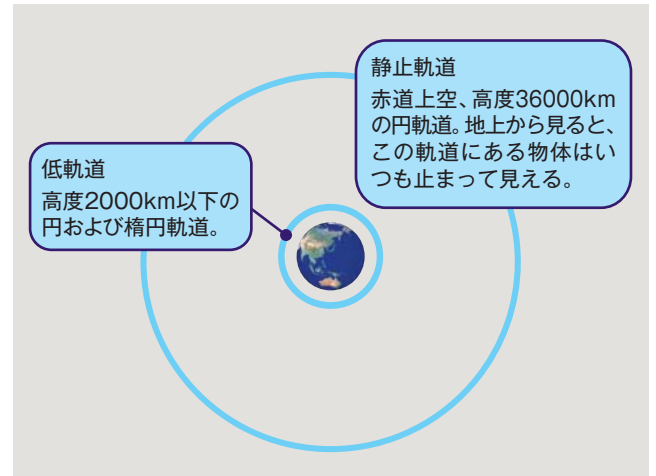 静止軌道
赤道上空、高度36000km
の円軌道。地上から見ると、
この軌道にある物体はい
つも止まって見える。
低軌道
高度2000km以下の
円および楕円軌道。